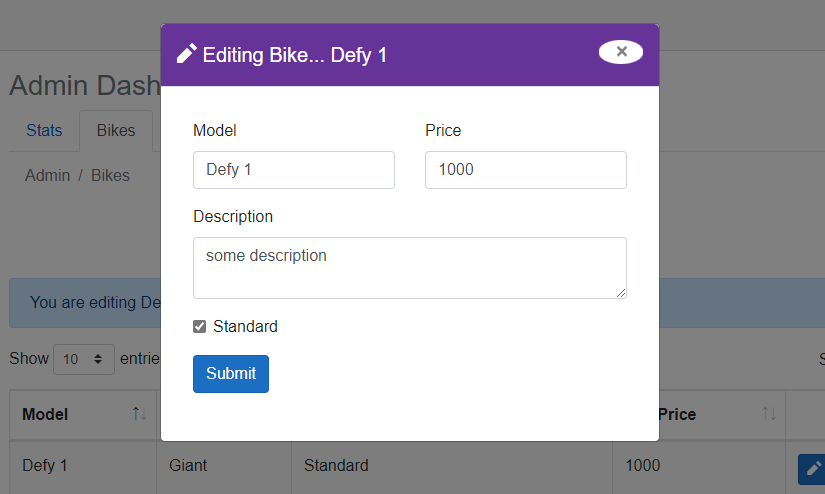 Editing Bike... Defy 1
Admin Dash
Stats Bikes
Admin / Bikes
Model Price
Defy 1 1000
Description
some description
You are editing De
Standard
Show 10 entrie
Submit
Model Price
Defy 1 Giant Standard 1000